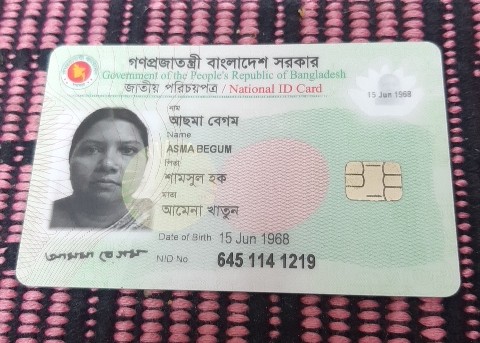 গণপ্রজাতন্ত্রী বাংলাদেশ সরকার
Government of the People's Republic of Bangladesh
জাতীয় পরিচয়পত্র / National ID Card
15 Jun 1968
নাম
আছমা বেগম
Name
ASMA BEGUM
পিতা
শামসুল হক
মাতা
আমেনা খাতুন
Date of Birth 15 Jun 1968
NID No 645 114 1219